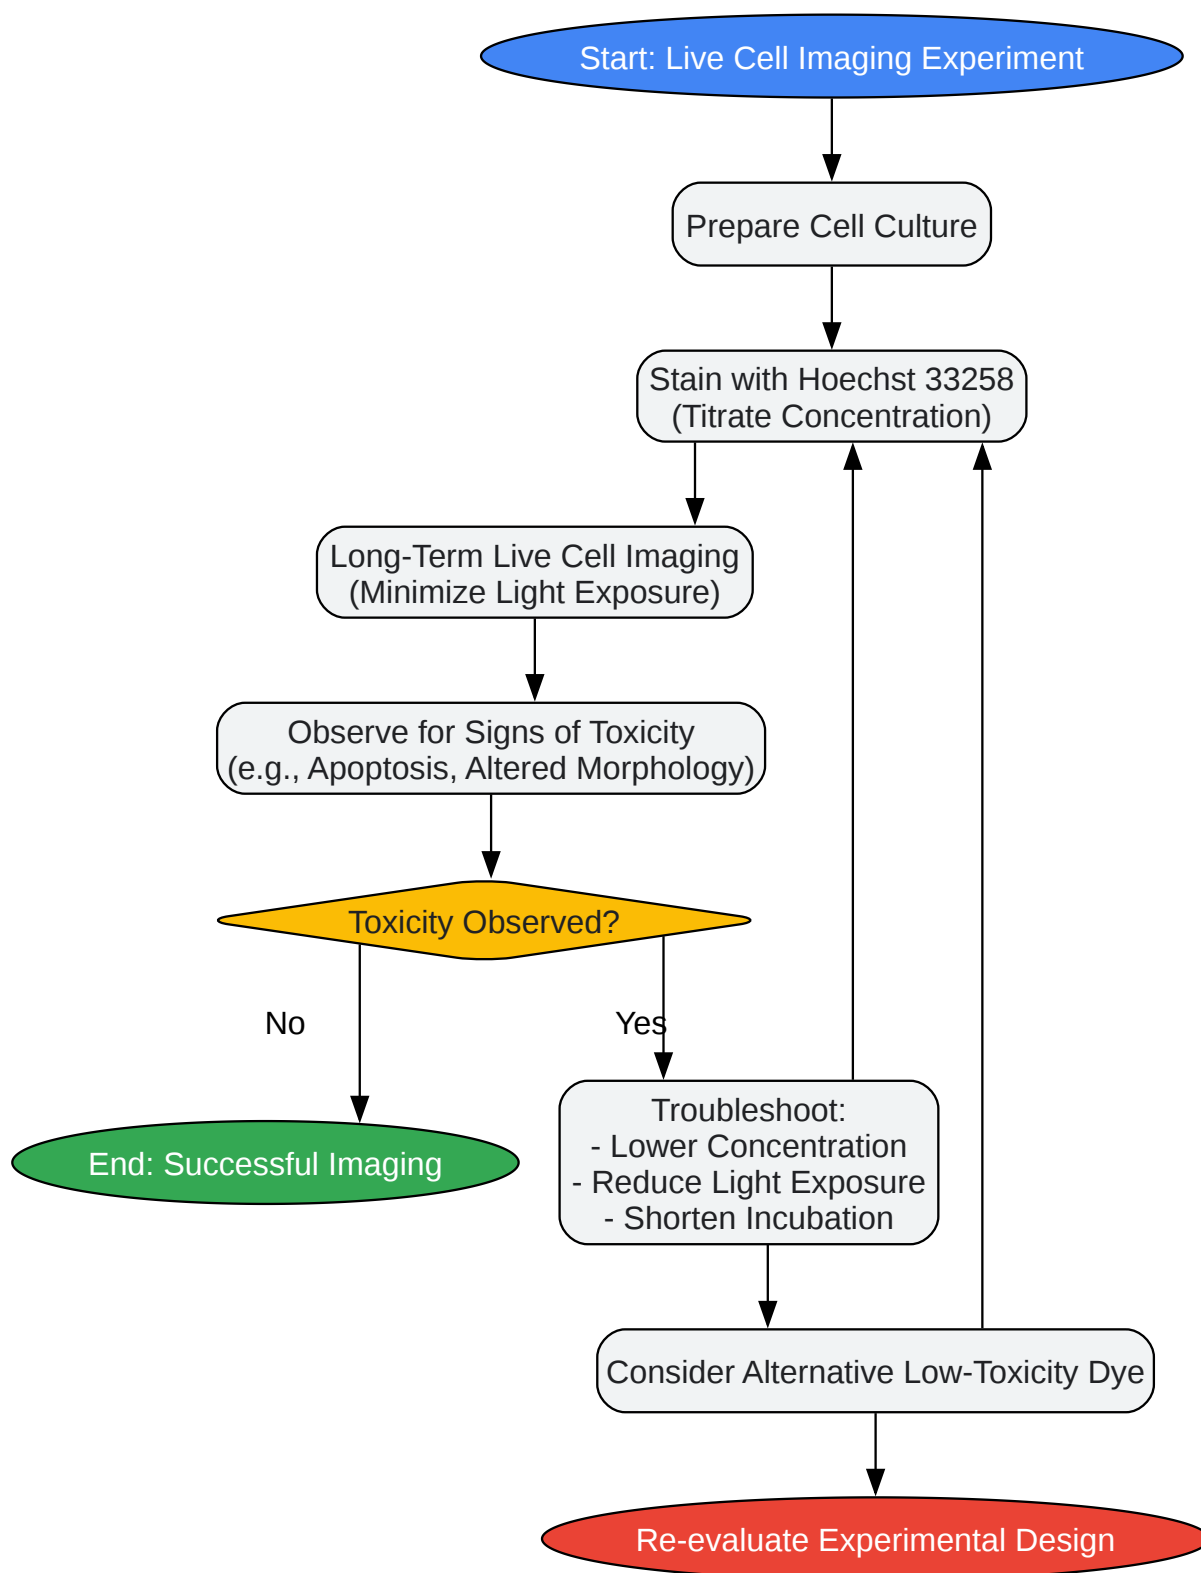 Start: Live Cell Imaging Experiment
Prepare Cell Culture
Stain with Hoechst 33258
(Titrate Concentration)
Long-Term Live Cell Imaging
(Minimize Light Exposure)
Observe for Signs of Toxicity
(e.g., Apoptosis, Altered Morphology)
Toxicity Observed?
No
Yes
Troubleshoot:
- Lower Concentration
- Reduce Light Exposure
- Shorten Incubation
End: Successful Imaging
Consider Alternative Low-Toxicity Dye
Re-evaluate Experimental Design